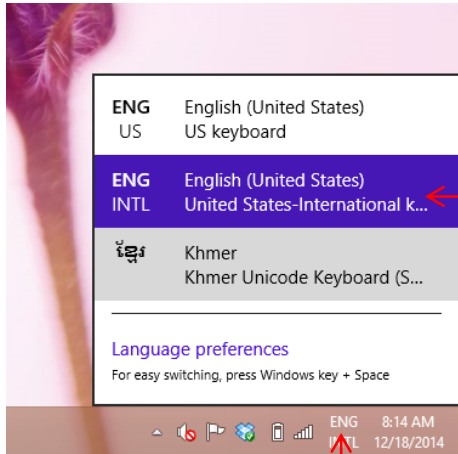 ENG English (United States)
US US keyboard
ENG English (United States)
INTL United States-International k...
ខ្មែរ Khmer
Khmer Unicode Keyboard (S...
Language preferences
For easy switching, press Windows key + Space
ENG 8:14 AM
INTL 12/18/2014